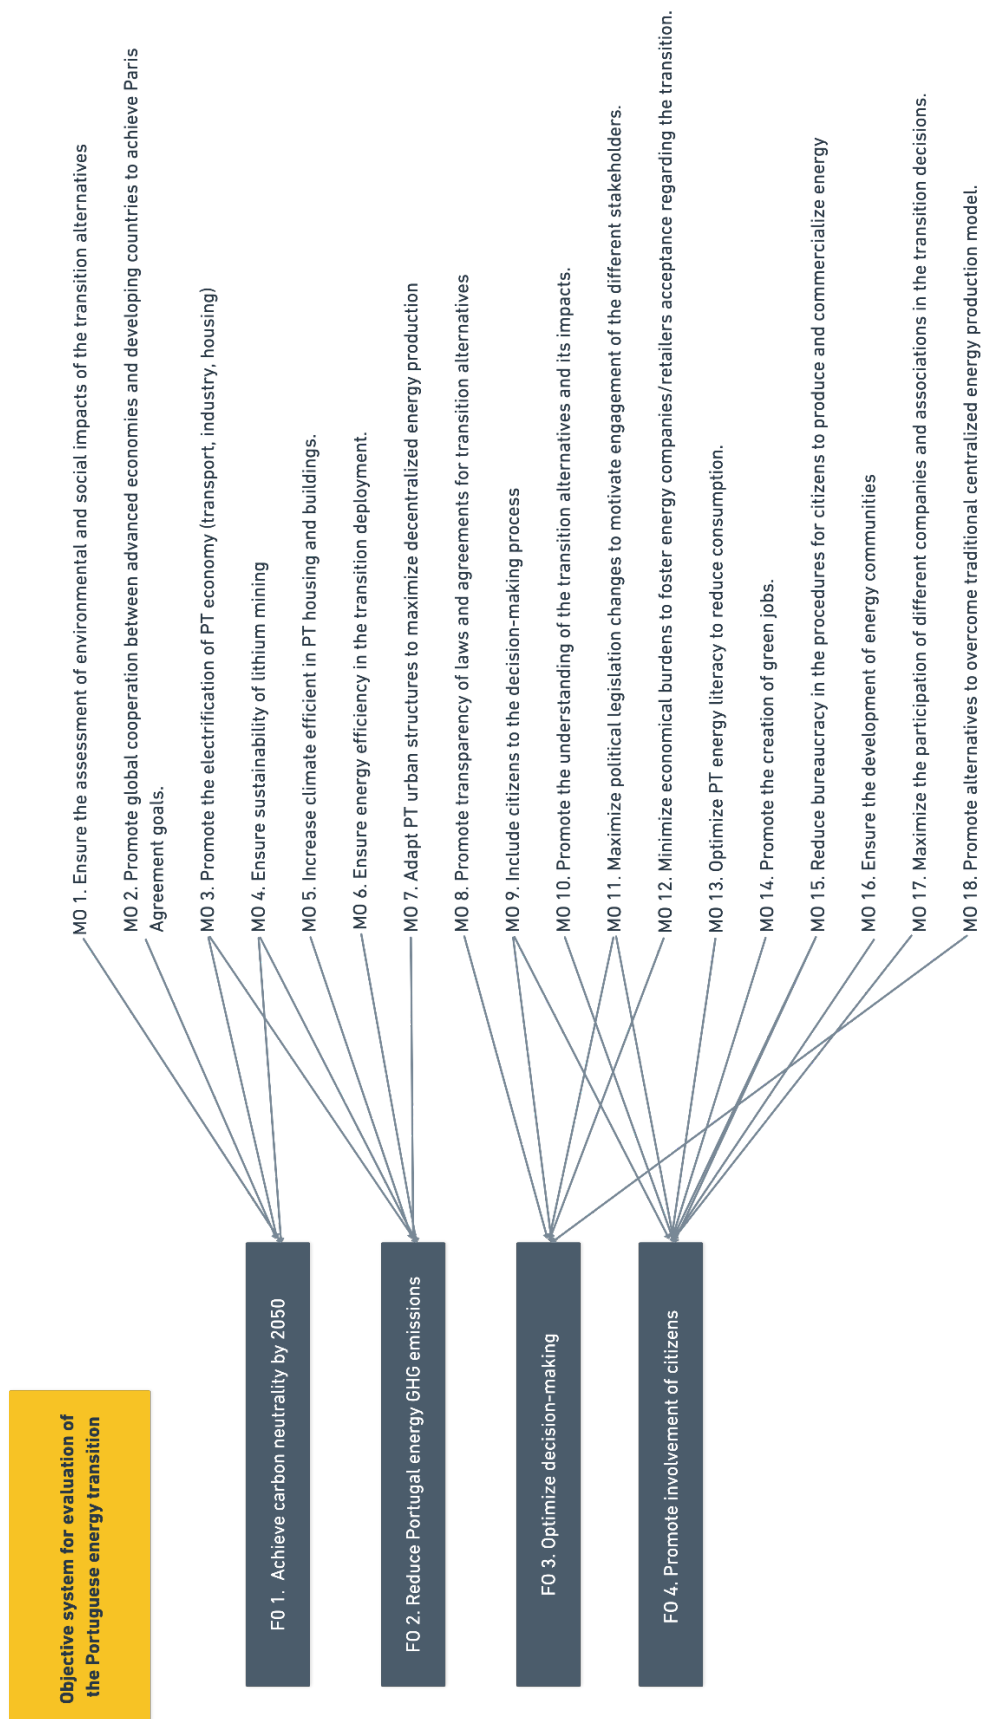 Objective system for evaluation of
the Portuguese energy transition
FO 1. Achieve carbon neutrality by 2050
FO 2. Reduce Portugal energy GHG emissions
FO 3. Optimize decision-making
FO 4. Promote involvement of citizens
MO 1. Ensure the assessment of environmental and social impacts of the transition alternatives
MO 2. Promote global cooperation between advanced economies and developing countries to achieve Paris
Agreement goals.
MO 3. Promote the electrification of PT economy (transport, industry, housing)
MO 4. Ensure sustainability of lithium mining
MO 5. Increase climate efficient in PT housing and buildings.
MO 6. Ensure energy efficiency in the transition deployment.
MO 7. Adapt PT urban structures to maximize decentralized energy production
MO 8. Promote transparency of laws and agreements for transition alternatives
MO 9. Include citizens to the decision-making process
MO 10. Promote the understanding of the transition alternatives and its impacts.
MO 11. Maximize political legislation changes to motivate engagement of the different stakeholders.
MO 12. Minimize economical burdens to foster energy companies/retailers acceptance regarding the transition.
MO 13. Optimize PT energy literacy to reduce consumption.
MO 14. Promote the creation of green jobs.
MO 15. Reduce bureaucracy in the procedures for citizens to produce and commercialize energy
MO 16. Ensure the development of energy communities
MO 17. Maximize the participation of different companies and associations in the transition decisions.
MO 18. Promote alternatives to overcome traditional centralized energy production model.